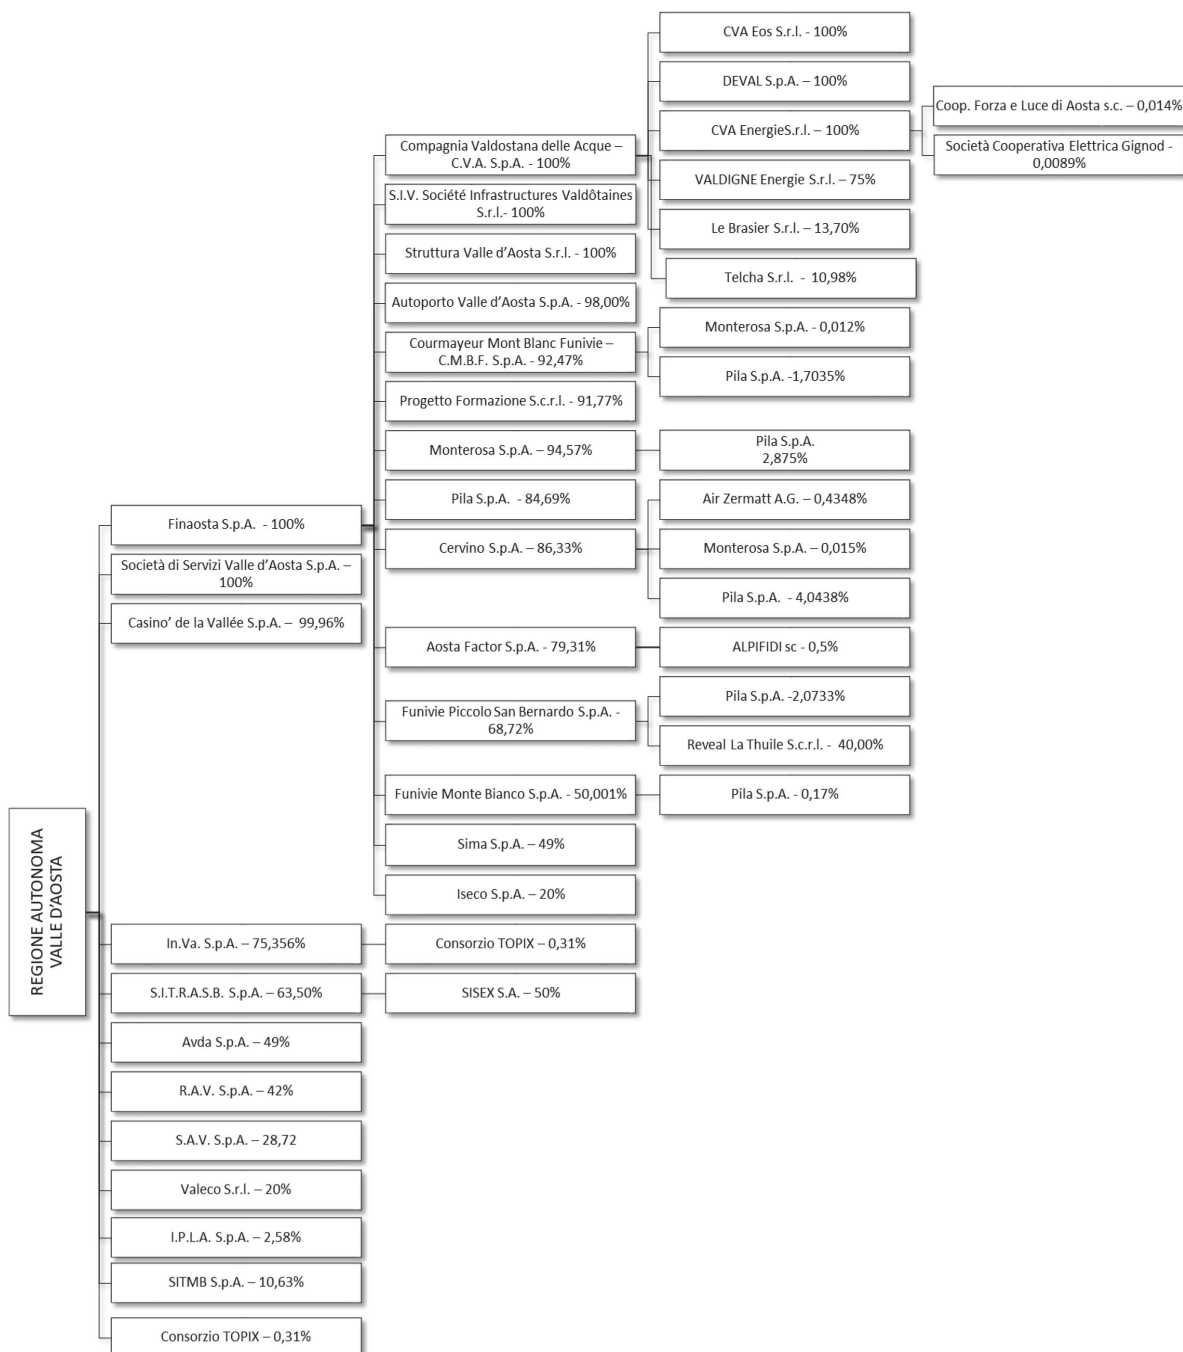 CVA Eos S.r.l. - 100%
DEVAL S.p.A. - 100%
Coop. Forza e Luce di Aosta s.c. – 0,014%
CVA EnergieS.r.l. – 100%
Compagnia Valdostana delle Acque –
C.V.A. S.p.A. - 100%
Società Cooperativa Elettrica Gignod -
0,0089%
VALDIGNE Energie S.r.l. – 75%
S.I.V. Société Infrastructures Valdôtaines
S.r.l.- 100%
Le Brasier S.r.l. – 13,70%
Struttura Valle d’Aosta S.r.l. - 100%
Telcha S.r.l. - 10,98%
Autoporto Valle d’Aosta S.p.A. - 98,00%
Monterosa S.p.A. - 0,012%
Courmayeur Mont Blanc Funivie –
C.M.B.F. S.p.A. - 92,47%
Pila S.p.A. -1,7035%
Progetto Formazione S.c.r.l. - 91,77%
Monterosa S.p.A. – 94,57%
Pila S.p.A.
2,875%
Pila S.p.A. - 84,69%
Air Zermatt A.G. – 0,4348%
Finaosta S.p.A. - 100%
Cervino S.p.A. – 86,33%
Monterosa S.p.A. – 0,015%
Società di Servizi Valle d’Aosta S.p.A. –
100%
Pila S.p.A. - 4,0438%
Casino’ de la Vallée S.p.A. – 99,96%
Aosta Factor S.p.A. - 79,31%
ALPIFIDI sc - 0,5%
Pila S.p.A. -2,0733%
Funivie Piccolo San Bernardo S.p.A. -
68,72%
Reveal La Thuile S.c.r.l. - 40,00%
Funivie Monte Bianco S.p.A. - 50,001%
Pila S.p.A. - 0,17%
Sima S.p.A. – 49%
Iseco S.p.A. – 20%
REGIONE AUTONOMA
VALLE D’AOSTA
In.Va. S.p.A. – 75,356%
Consorzio TOPIX – 0,31%
S.I.T.R.A.S.B. S.p.A. – 63,50%
SISEX S.A. – 50%
Avda S.p.A. – 49%
R.A.V. S.p.A. – 42%
S.A.V. S.p.A. – 28,72
Valeco S.r.l. – 20%
I.P.L.A. S.p.A. – 2,58%
SITMB S.p.A. – 10,63%
Consorzio TOPIX – 0,31%